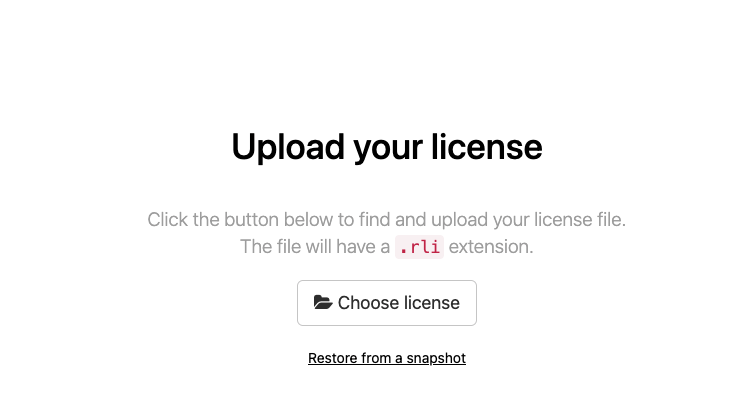 Upload your license
Click the button below to find and upload your license file.
The file will have a .rli extension.
Choose license
Restore from a snapshot